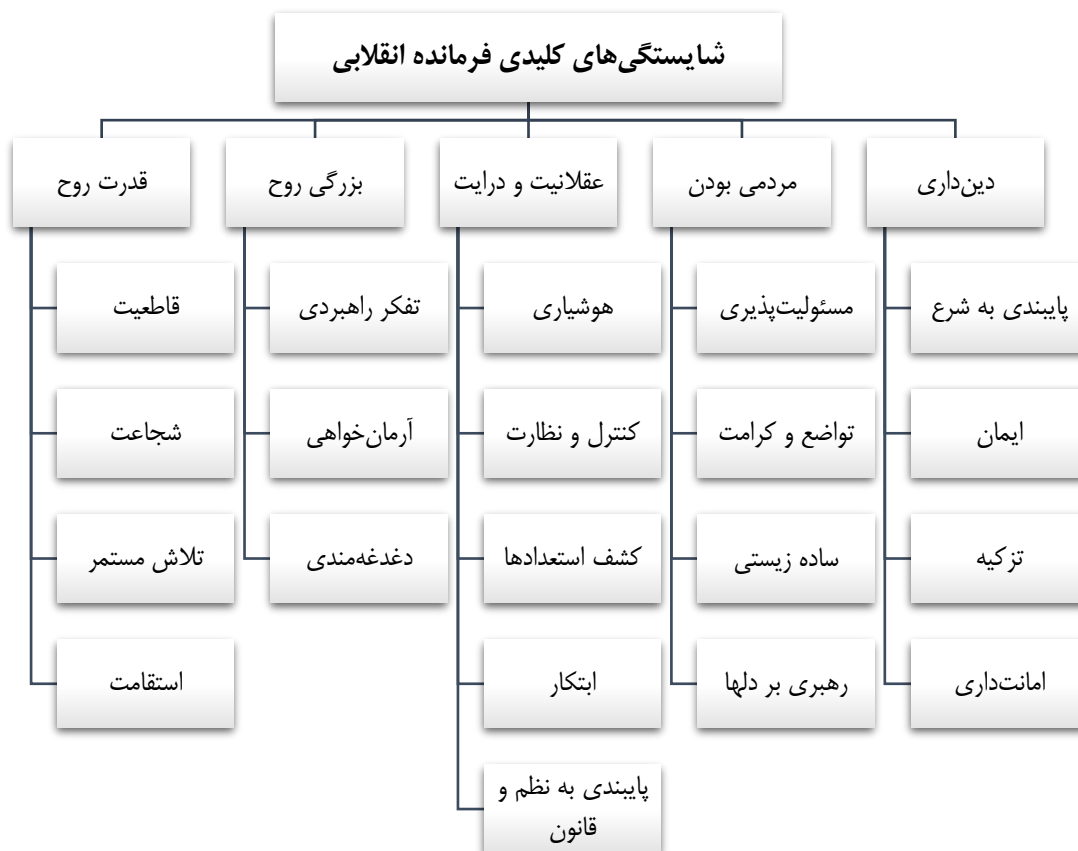 شایستگی‌های کلیدی فرمانده انقلابی
دین‌داری
پایبندی به شرع
ایمان
تزکیه
امانت‌داری
مردمی بودن
مسئولیت‌پذیری
تواضع و کرامت
ساده زیستی
رهبری بر دلها
عقلانیت و درایت
هوشیاری
کنترل و نظارت
کشف استعدادها
ابتکار
پایبندی به نظم و
قانون
بزرگی روح
تفکر راهبردی
آرمان‌خواهی
دغدغه‌مندی
قدرت روح
قاطعیت
شجاعت
تلاش مستمر
استقامت